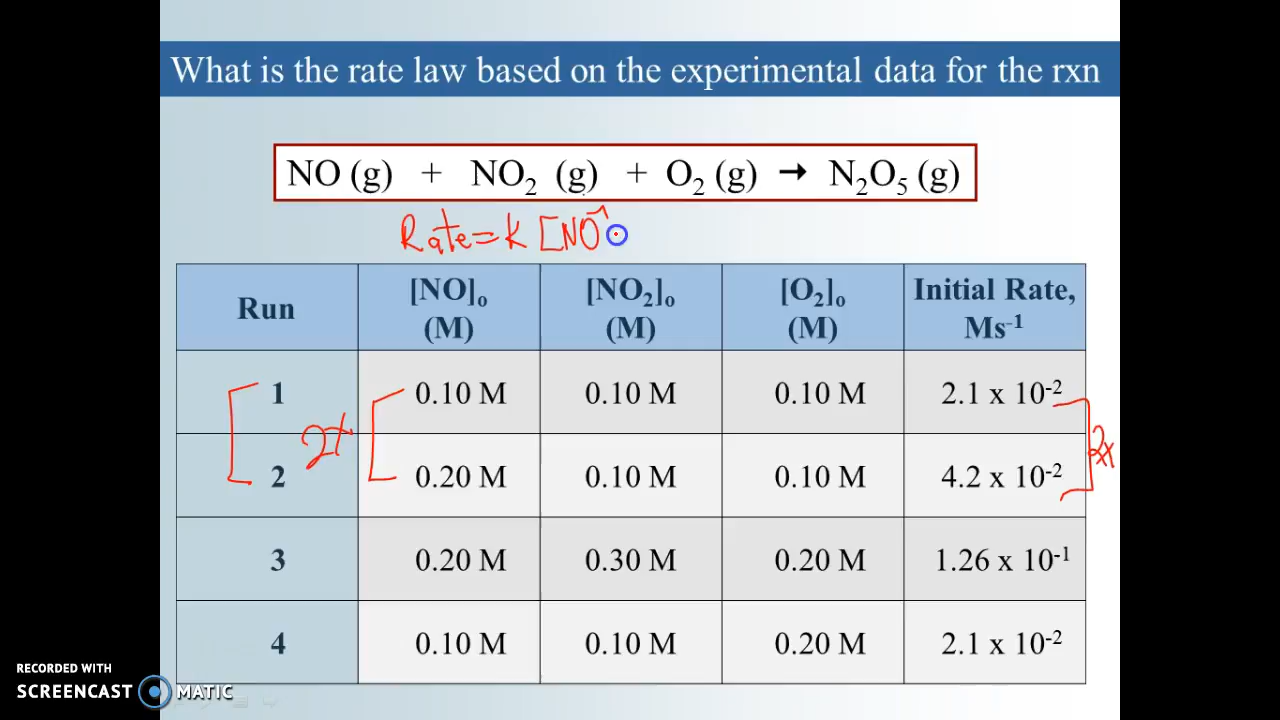 What is the rate law based on the experimental data for the rxn
NO (g) + NO₂ (g) + O₂ (g) → N₂O₅ (g)
Rate = K [NO
Run [NO]₀ (M) [NO₂]₀ (M) [O₂]₀ (M) Initial Rate, Ms⁻¹
1 0.10 M 0.10 M 0.10 M 2.1 x 10⁻²
2x 2x
2 0.20 M 0.10 M 0.10 M 4.2 x 10⁻²
3 0.20 M 0.30 M 0.20 M 1.26 x 10⁻¹
4 0.10 M 0.10 M 0.20 M 2.1 x 10⁻²
RECORDED WITH
SCREENCAST MATIC